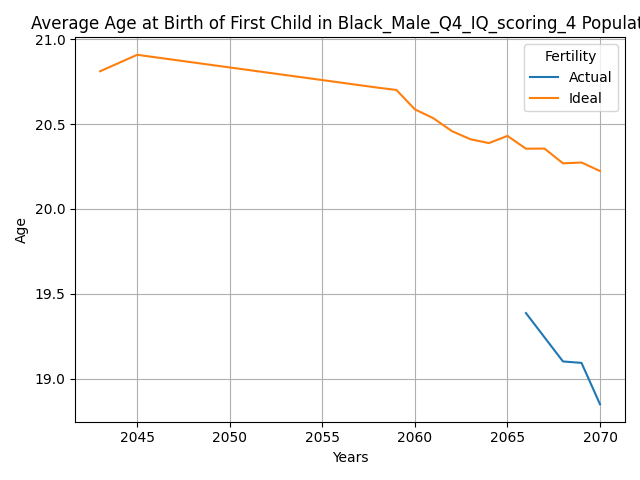 Average Age at Birth of First Child in Black_Male_Q4_IQ_scoring_4 Populat
21.0
20.5
20.0
19.5
19.0
Age
Fertility
Actual
Ideal
2045 2050 2055 2060 2065 2070
Years